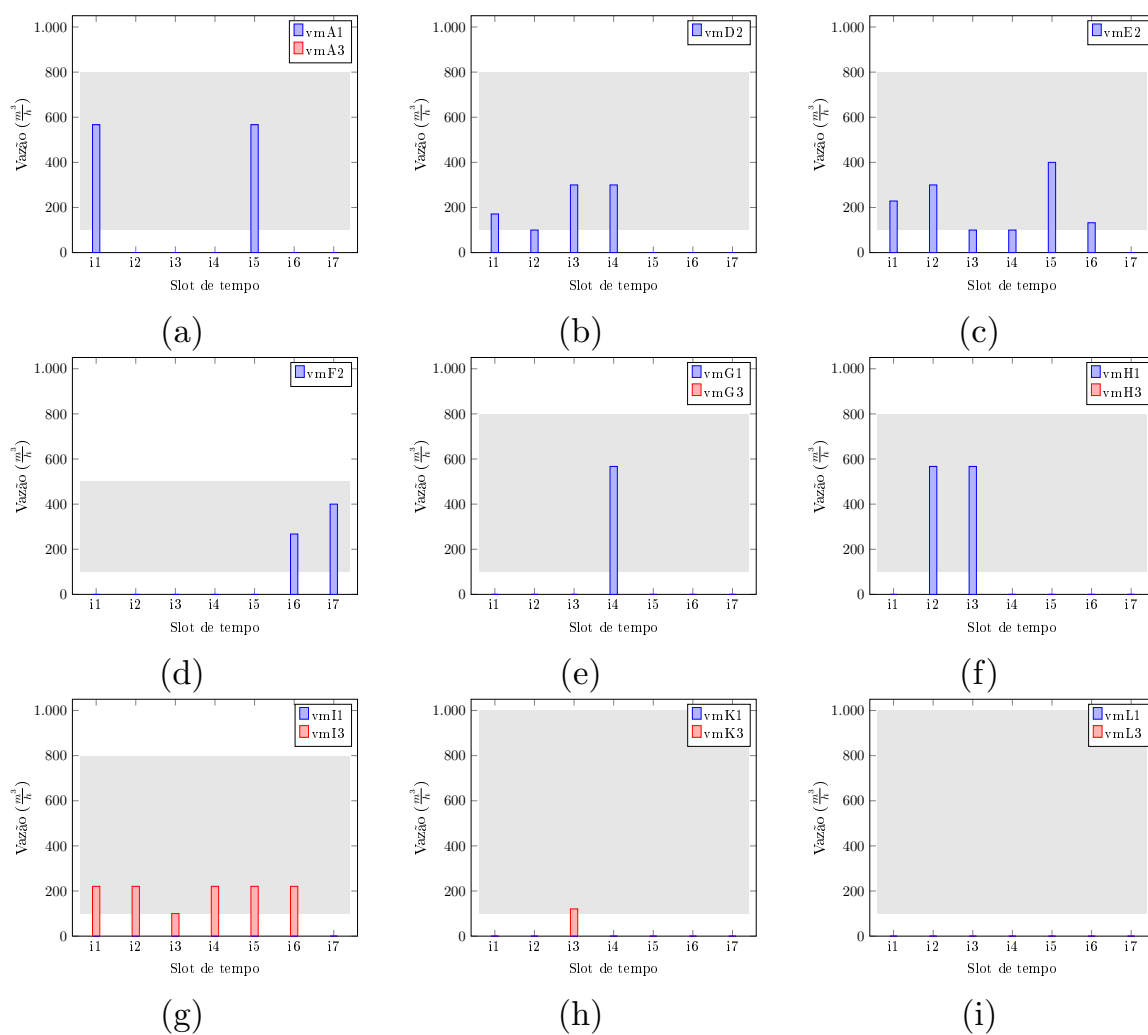 1.000
800
600
400
200
0
Vazão (m³/h)
vmA1
vmA3
i1 i2 i3 i4 i5 i6 i7
Slot de tempo
(a)
1.000
800
600
400
200
0
Vazão (m³/h)
vmD2
i1 i2 i3 i4 i5 i6 i7
Slot de tempo
(b)
1.000
800
600
400
200
0
Vazão (m³/h)
vmE2
i1 i2 i3 i4 i5 i6 i7
Slot de tempo
(c)
1.000
800
600
400
200
0
Vazão (m³/h)
vmF2
i1 i2 i3 i4 i5 i6 i7
Slot de tempo
(d)
1.000
800
600
400
200
0
Vazão (m³/h)
vmG1
vmG3
i1 i2 i3 i4 i5 i6 i7
Slot de tempo
(e)
1.000
800
600
400
200
0
Vazão (m³/h)
vmH1
vmH3
i1 i2 i3 i4 i5 i6 i7
Slot de tempo
(f)
1.000
800
600
400
200
0
Vazão (m³/h)
vmI1
vmI3
i1 i2 i3 i4 i5 i6 i7
Slot de tempo
(g)
1.000
800
600
400
200
0
Vazão (m³/h)
vmK1
vmK3
i1 i2 i3 i4 i5 i6 i7
Slot de tempo
(h)
1.000
800
600
400
200
0
Vazão (m³/h)
vmL1
vmL3
i1 i2 i3 i4 i5 i6 i7
Slot de tempo
(i)